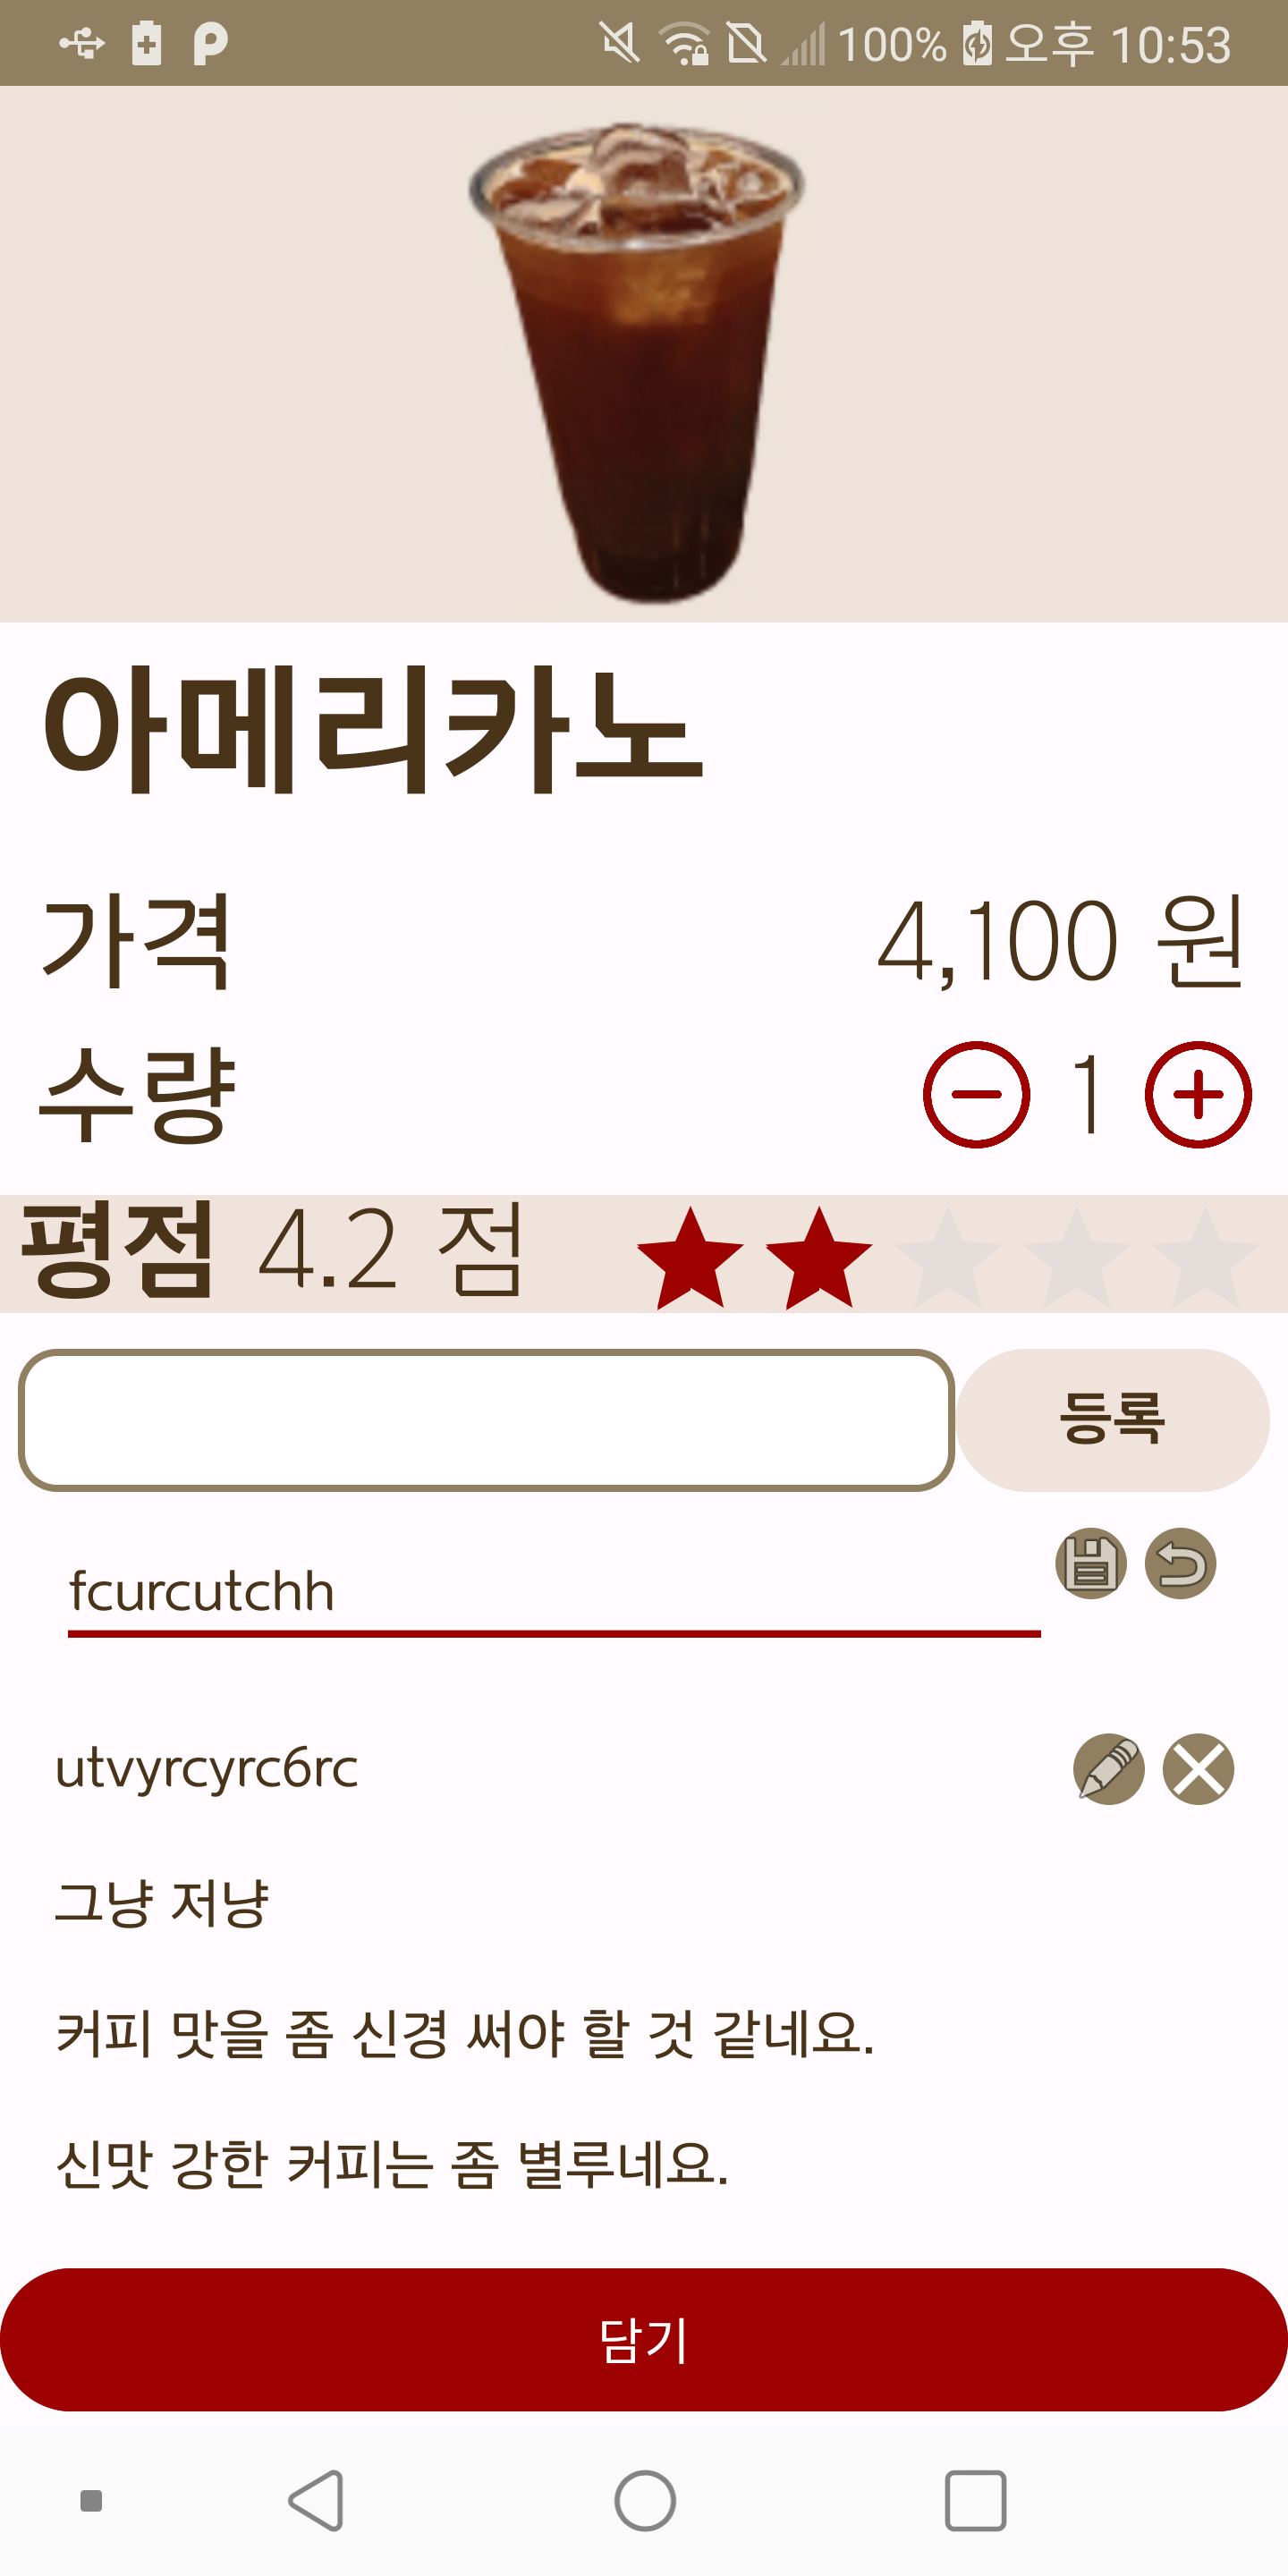 100% 오후 10:53
아메리카노
가격 4,100 원
수량 1
평점 4.2 점
등록
fcurcutchh
utvyrcyrc6rc
그냥 저냥
커피 맛을 좀 신경 써야 할 것 같네요.
신맛 강한 커피는 좀 별루네요.
담기